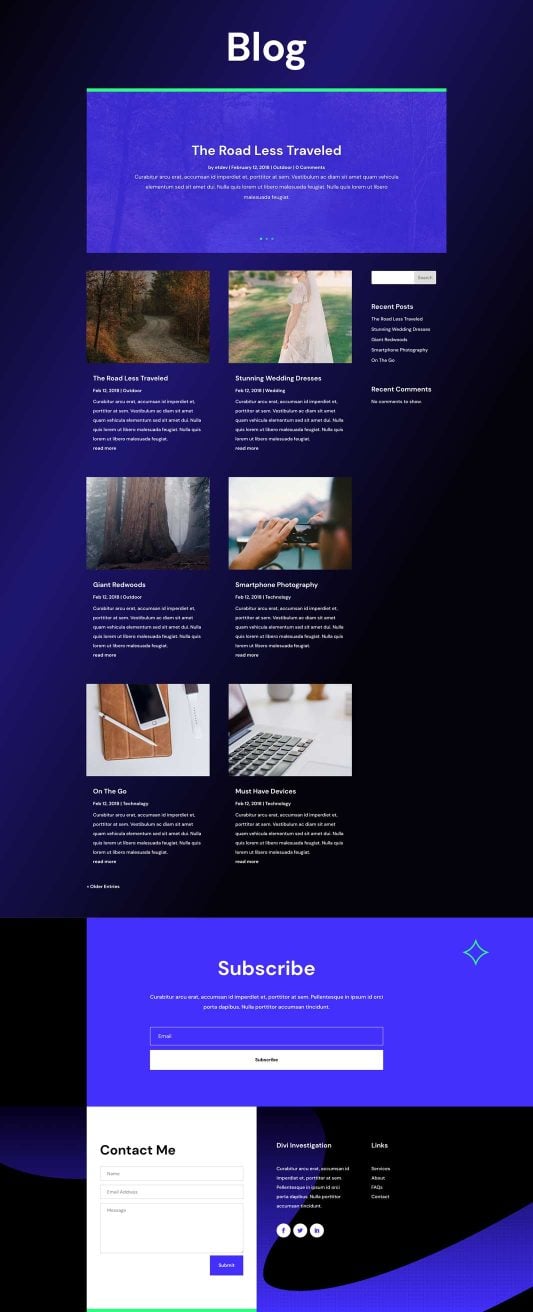 Blog
The Road Less Traveled
by etdev | February 12, 2018 | Outdoor | 0 Comments
Curabitur arcu erat, accumsan id imperdiet et, porttitor at sem. Vestibulum ac diam sit amet quam vehicula
elementum sed sit amet dui. Nulla quis lorem ut libero malesuada feugiat. Nulla quis lorem ut libero
malesuada feugiat.
The Road Less Traveled
Feb 12, 2018 | Outdoor
Curabitur arcu erat, accumsan id imperdiet et,
porttitor at sem. Vestibulum ac diam sit amet
quam vehicula elementum sed sit amet dui. Nulla
quis lorem ut libero malesuada feugiat. Nulla quis
lorem ut libero malesuada feugiat.
read more
Stunning Wedding Dresses
Feb 12, 2018 | Wedding
Curabitur arcu erat, accumsan id imperdiet et,
porttitor at sem. Vestibulum ac diam sit amet
quam vehicula elementum sed sit amet dui. Nulla
quis lorem ut libero malesuada feugiat. Nulla quis
lorem ut libero malesuada feugiat.
read more
Search
Recent Posts
The Road Less Traveled
Stunning Wedding Dresses
Giant Redwoods
Smartphone Photography
On The Go
Recent Comments
No comments to show.
Giant Redwoods
Feb 12, 2018 | Outdoor
Curabitur arcu erat, accumsan id imperdiet et,
porttitor at sem. Vestibulum ac diam sit amet
quam vehicula elementum sed sit amet dui. Nulla
quis lorem ut libero malesuada feugiat. Nulla quis
lorem ut libero malesuada feugiat.
read more
Smartphone Photography
Feb 12, 2018 | Technology
Curabitur arcu erat, accumsan id imperdiet et,
porttitor at sem. Vestibulum ac diam sit amet
quam vehicula elementum sed sit amet dui. Nulla
quis lorem ut libero malesuada feugiat. Nulla quis
lorem ut libero malesuada feugiat.
read more
On The Go
Feb 12, 2018 | Technology
Curabitur arcu erat, accumsan id imperdiet et,
porttitor at sem. Vestibulum ac diam sit amet
quam vehicula elementum sed sit amet dui. Nulla
quis lorem ut libero malesuada feugiat. Nulla quis
lorem ut libero malesuada feugiat.
read more
Must Have Devices
Feb 12, 2018 | Technology
Curabitur arcu erat, accumsan id imperdiet et,
porttitor at sem. Vestibulum ac diam sit amet
quam vehicula elementum sed sit amet dui. Nulla
quis lorem ut libero malesuada feugiat. Nulla quis
lorem ut libero malesuada feugiat.
read more
« Older Entries
Subscribe
Curabitur arcu erat, accumsan id imperdiet et, porttitor at sem. Pellentesque in ipsum id orci
porta dapibus. Nulla porttitor accumsan tincidunt.
Email
Subscribe
Contact Me
Name
Email Address
Message
Submit
Divi Investigation
Curabitur arcu erat, accumsan id
imperdiet et, porttitor at sem.
Pellentesque in ipsum id orci
porta dapibus. Nulla porttitor
accumsan tincidunt.
Links
Services
About
FAQs
Contact